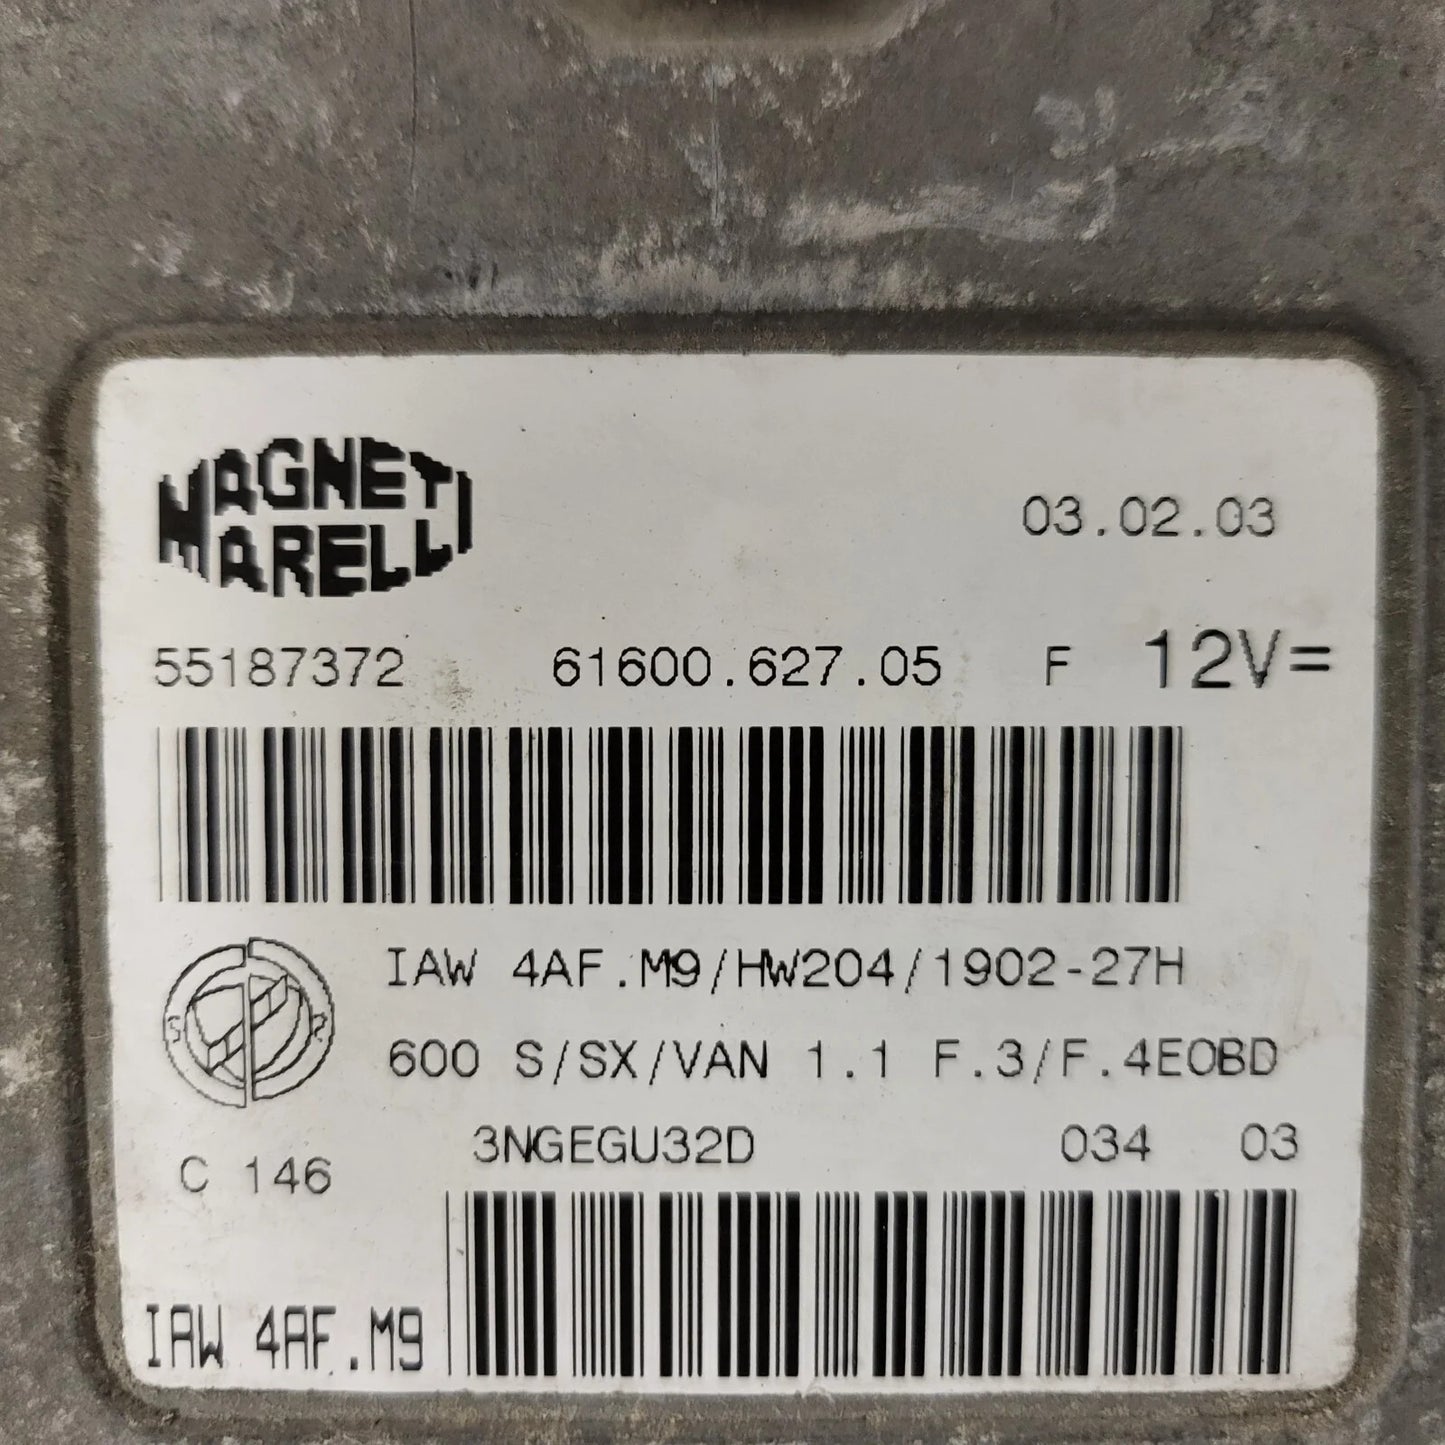 MAGNETI
MARELLI
03.02.03
55187372 61600.627.05 F 12V=
IAW 4AF.M9/HW204/1902-27H
600 S/SX/VAN 1.1 F.3/F.4EOBD
3NGEGU32D 034 03
C 146
IAW 4AF.M9